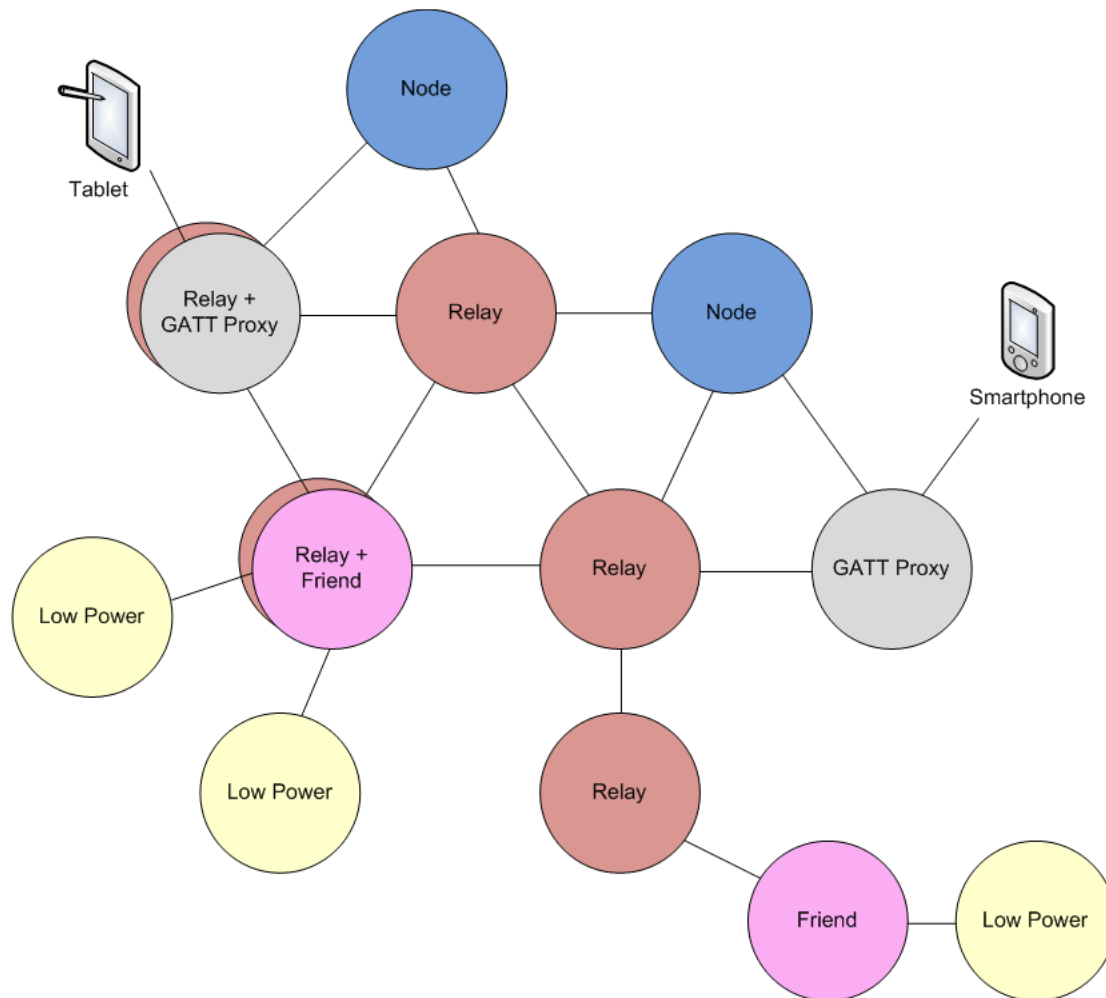 Node
Tablet
Relay +
GATT Proxy
Relay
Node
Smartphone
Relay +
Friend
Relay
GATT Proxy
Low Power
Low Power
Relay
Friend
Low Power